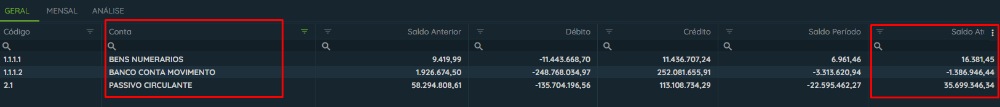 GERAL MENSAL ANÁLISE
Código Conta Saldo Anterior Débito Crédito Saldo Período Saldo Atu
1.1.1.1 BENS NUMERARIOS 9.419,99 -11.443.668,70 11.436.707,24 6.961,46 16.381,45
1.1.1.2 BANCO CONTA MOVIMENTO 1.926.674,50 -248.768.034,97 252.081.655,91 -3.313.620,94 -1.386.946,44
2.1 PASSIVO CIRCULANTE 58.294.808,61 -135.704.196,56 113.108.734,29 -22.595.462,27 35.699.346,34